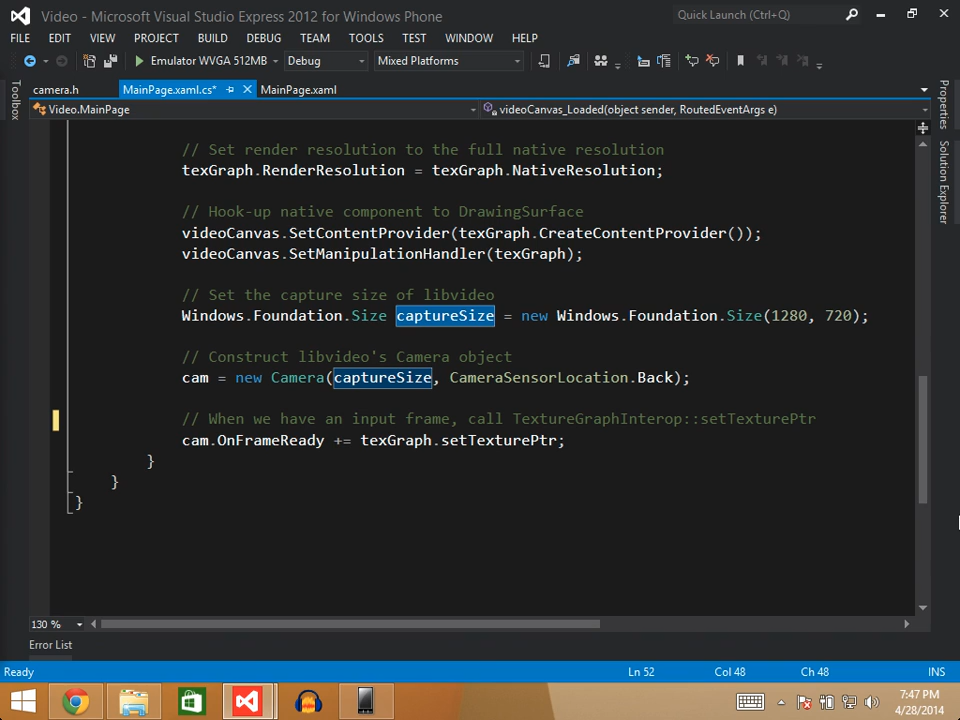 Video - Microsoft Visual Studio Express 2012 for Windows Phone
Quick Launch (Ctrl+Q)
FILE EDIT VIEW PROJECT BUILD DEBUG TEAM TOOLS TEST WINDOW HELP
Emulator WVGA 512MB Debug Mixed Platforms
camera.h MainPage.xaml.cs* MainPage.xaml
Video.MainPage videoCanvas_Loaded(object sender, RoutedEventArgs e)
Toolbox
Properties
Solution Explorer
// Set render resolution to the full native resolution
texGraph.RenderResolution = texGraph.NativeResolution;
// Hook-up native component to DrawingSurface
videoCanvas.SetContentProvider(texGraph.CreateContentProvider());
videoCanvas.SetManipulationHandler(texGraph);
// Set the capture size of libvideo
Windows.Foundation.Size captureSize = new Windows.Foundation.Size(1280, 720);
// Construct libvideo's Camera object
cam = new Camera(captureSize, CameraSensorLocation.Back);
// When we have an input frame, call TextureGraphInterop::setTexturePtr
cam.OnFrameReady += texGraph.setTexturePtr;
}
}
}
130 %
Error List
Ready Ln 52 Col 48 Ch 48 INS
7:47 PM
4/28/2014